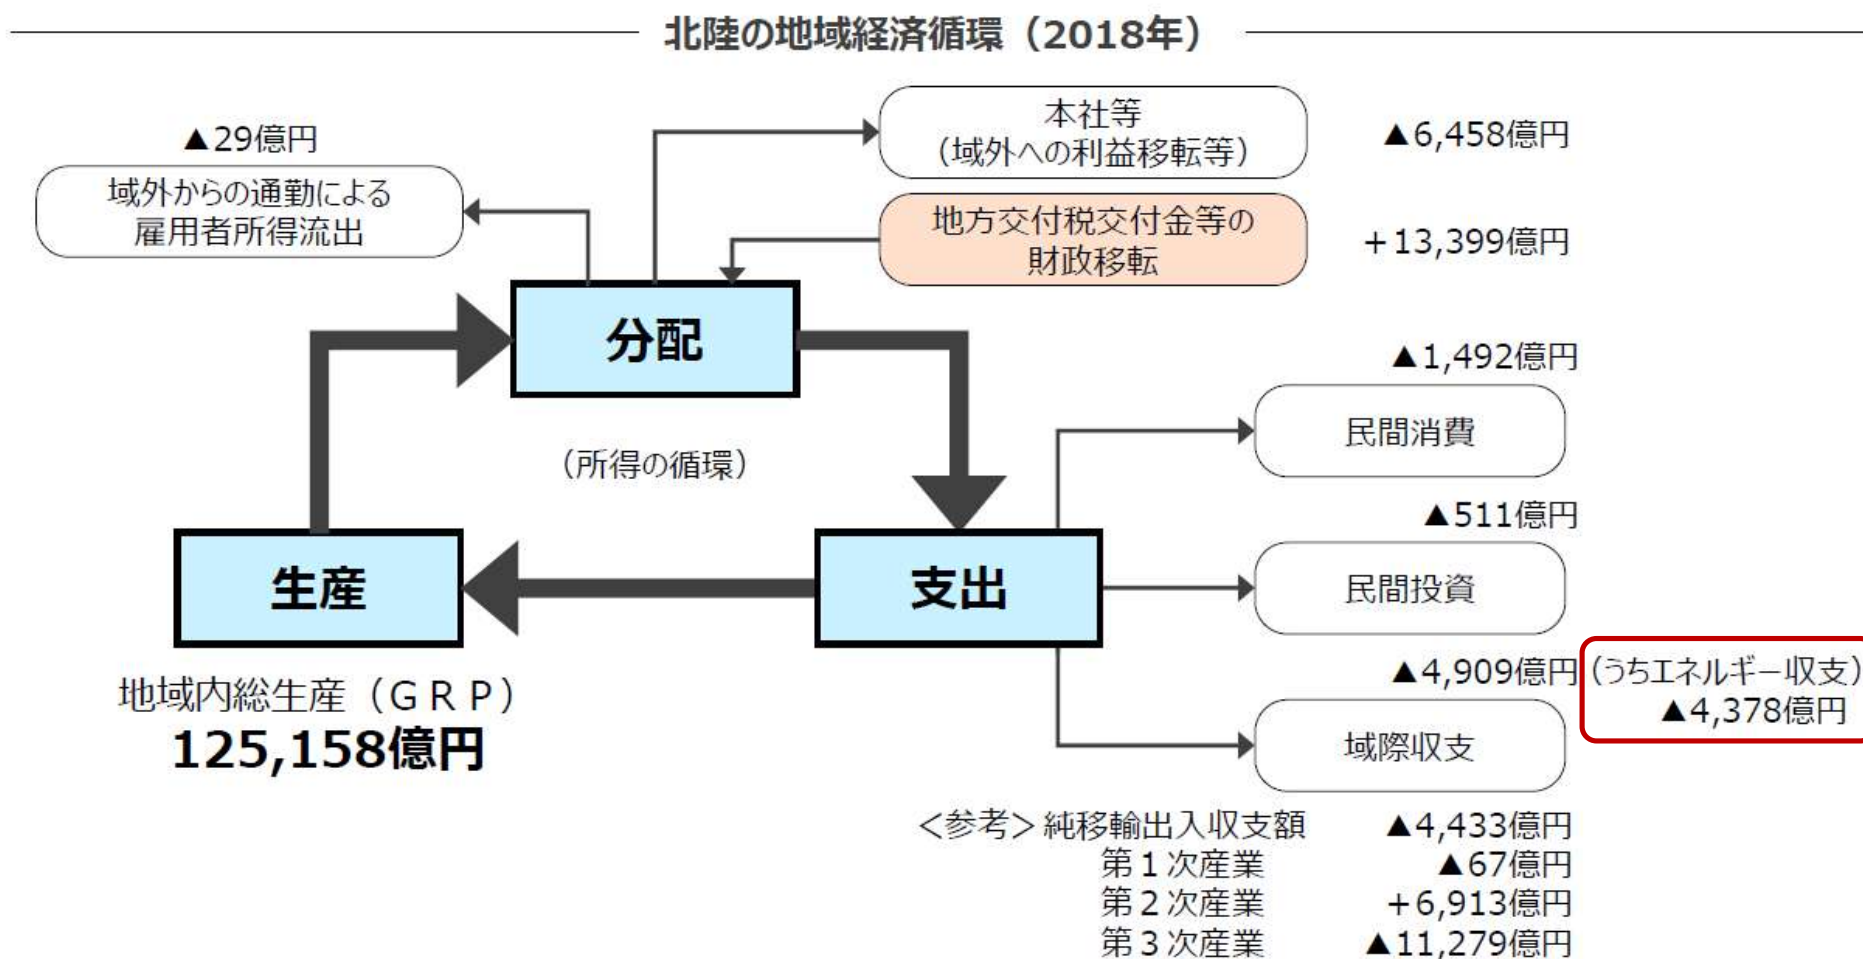 北陸の地域経済循環（2018年）
▲29億円
域外からの通勤による
雇用者所得流出
本社等
（域外への利益移転等）
▲6,458億円
地方交付税交付金等の
財政移転
＋13,399億円
分配
（所得の循環）
▲1,492億円
民間消費
▲511億円
民間投資
生産
支出
地域内総生産（ＧＲＰ）
125,158億円
▲4,909億円
（うちエネルギー収支）
▲4,378億円
域際収支
＜参考＞純移輸出入収支額 ▲4,433億円
第１次産業 ▲67億円
第２次産業 ＋6,913億円
第３次産業 ▲11,279億円